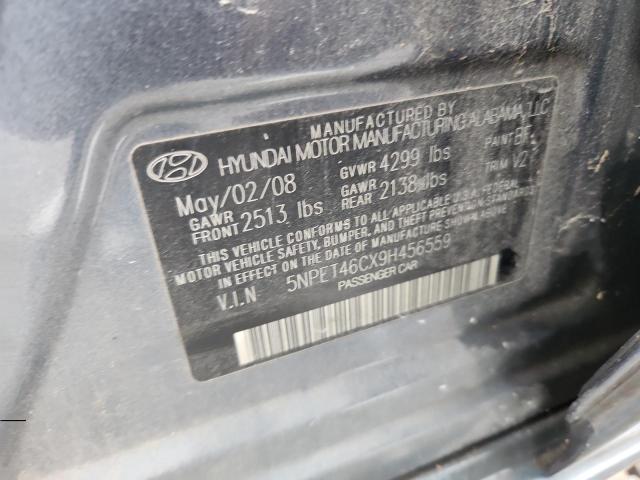 MANUFACTURED BY
HYUNDAI MOTOR MANUFACTURING ALABAMA, LLC
May/02/08 GVWR 4299 lbs PAINT
GAWR FRONT 2513 lbs GAWR REAR 2138 lbs TRIM
THIS VEHICLE CONFORMS TO ALL APPLICABLE U.S.A. FEDERAL
MOTOR VEHICLE SAFETY, BUMPER, AND THEFT PREVENTION STANDARDS
IN EFFECT ON THE DATE OF MANUFACTURE SHOWN ABOVE.
V.I.N 5NPET46CX9H456559
PASSENGER CAR